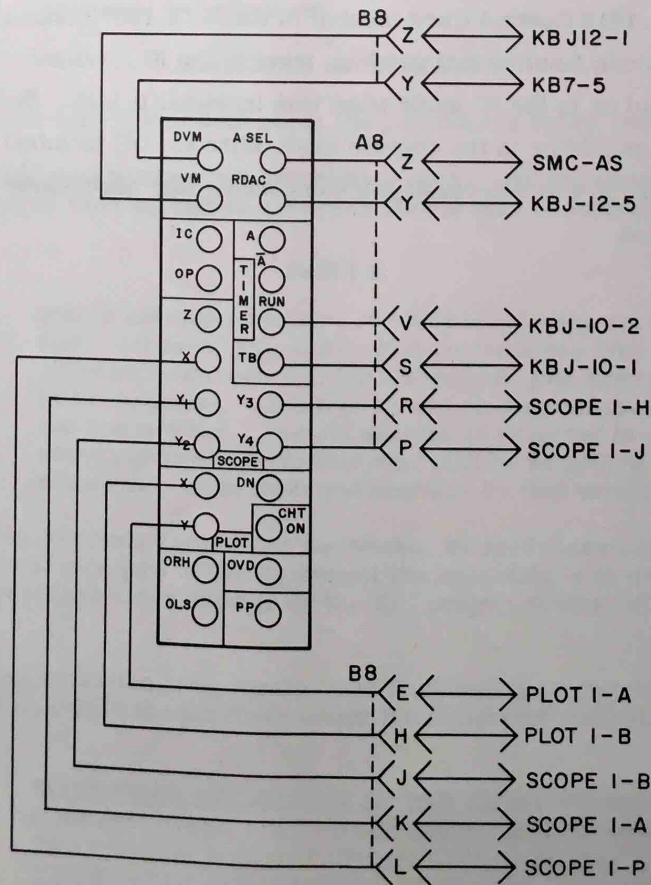 B8
Z KBJ12-1
Y KB7-5
DVM A SEL
VM RDAC
A8
Z SMC-AS
Y KBJ-12-5
IC A
OP A̅
TIMER
RUN
Z
V KBJ-10-2
X TB
S KBJ-10-1
Y1 Y3
R SCOPE 1-H
Y2 Y4
P SCOPE 1-J
SCOPE
X DN
CHT
ON
Y
PLOT
ORH OVD
OLS PP
B8
E PLOT 1-A
H PLOT 1-B
J SCOPE 1-B
K SCOPE 1-A
L SCOPE 1-P